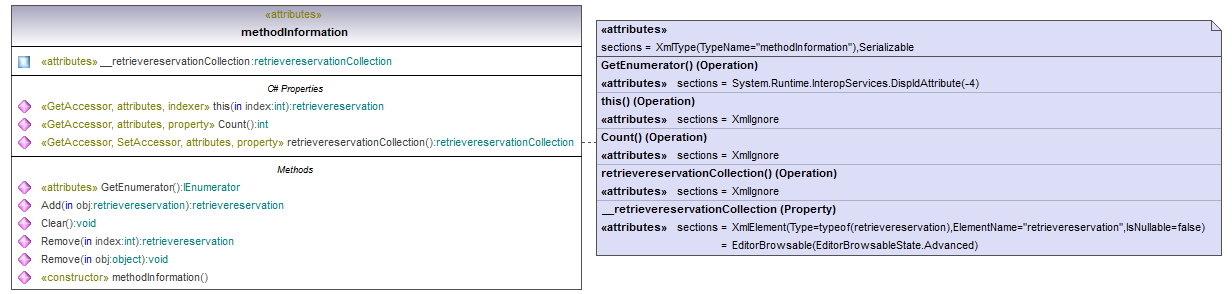 «attributes»
methodInformation
«attributes» __retrievereservationCollection:retrievereservationCollection
C# Properties
«GetAccessor, attributes, indexer» this(in index:int):retrievereservation
«GetAccessor, attributes, property» Count():int
«GetAccessor, SetAccessor, attributes, property» retrievereservationCollection():retrievereservationCollection
Methods
«attributes» GetEnumerator():IEnumerator
Add(in obj:retrievereservation):retrievereservation
Clear():void
Remove(in index:int):retrievereservation
Remove(in obj:object):void
«constructor» methodInformation()
«attributes»
sections = XmlType(TypeName="methodInformation"),Serializable
GetEnumerator() (Operation)
«attributes» sections = System.Runtime.InteropServices.DispIdAttribute(-4)
this() (Operation)
«attributes» sections = XmlIgnore
Count() (Operation)
«attributes» sections = XmlIgnore
retrievereservationCollection() (Operation)
«attributes» sections = XmlIgnore
__retrievereservationCollection (Property)
«attributes» sections = XmlElement(Type=typeof(retrievereservation),ElementName="retrievereservation",IsNullable=false)
= EditorBrowsable(EditorBrowsableState.Advanced)